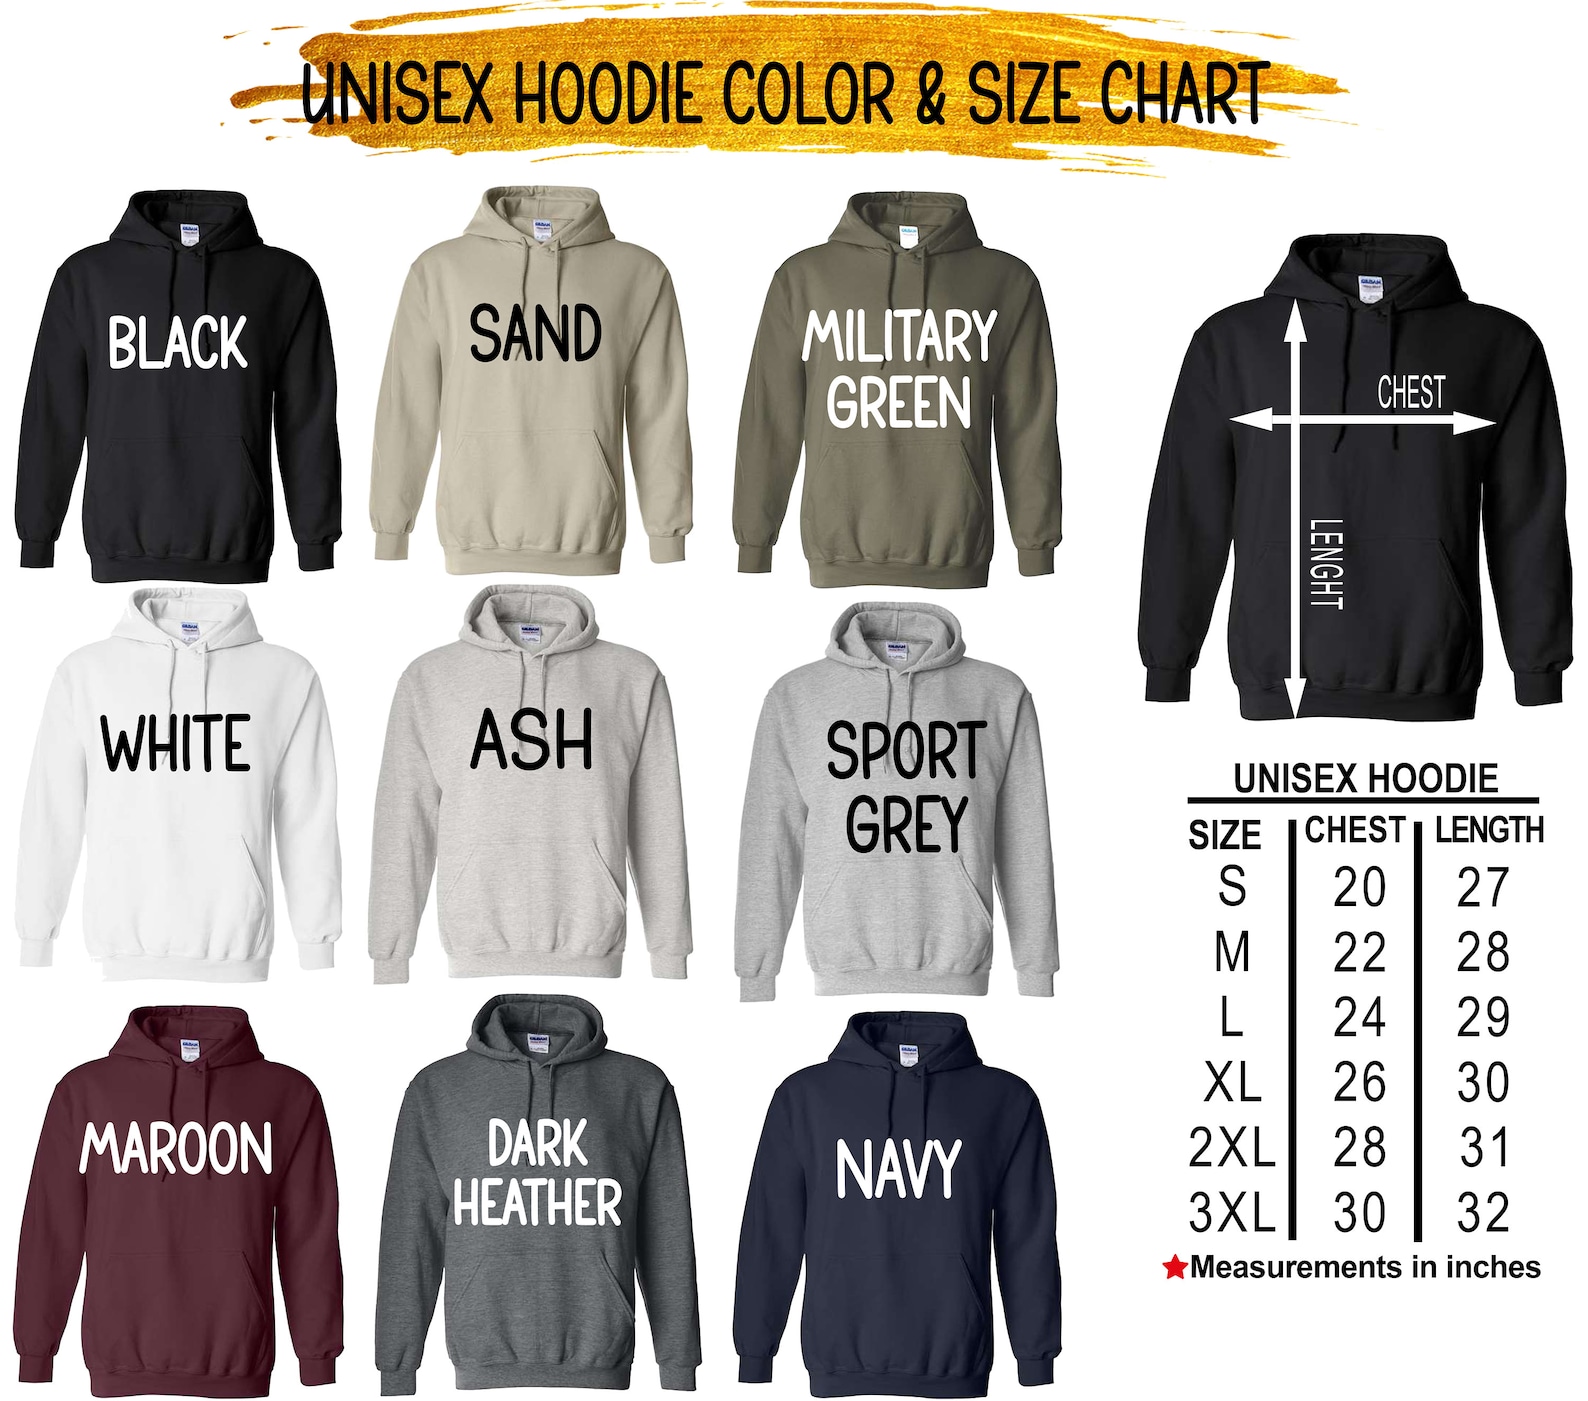 UNISEX HOODIE COLOR & SIZE CHART
BLACK
SAND
MILITARY
GREEN
WHITE
ASH
SPORT
GREY
MAROON
DARK
HEATHER
NAVY
CHEST
LENGHT
UNISEX HOODIE
SIZE CHEST LENGTH
S 20 27
M 22 28
L 24 29
XL 26 30
2XL 28 31
3XL 30 32
Measurements in inches